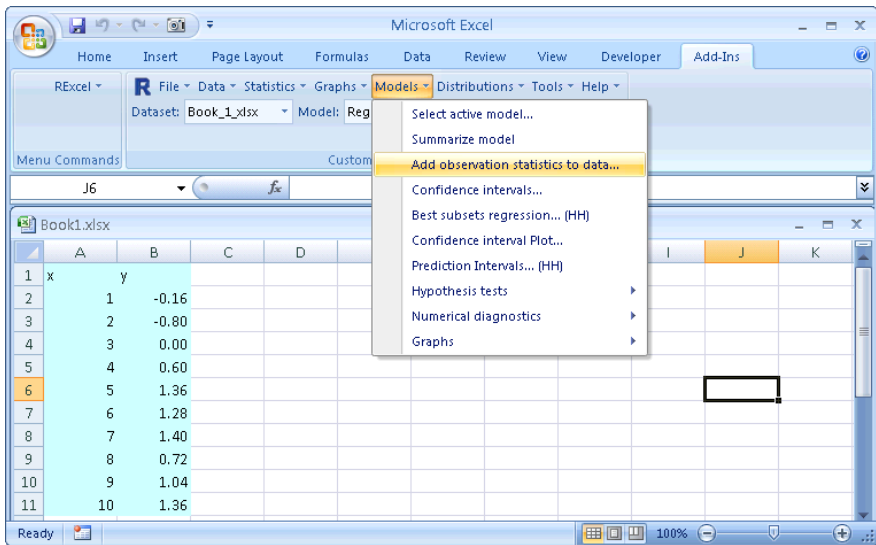 Microsoft Excel
Home Insert Page Layout Formulas Data Review View Developer Add-Ins
RExcel R File Data Statistics Graphs Models Distributions Tools Help
Dataset: Book_1_xlsx Model: Reg
Menu Commands Custom
Select active model...
Summarize model
Add observation statistics to data...
Confidence intervals...
Best subsets regression... (HH)
Confidence interval Plot...
Prediction Intervals... (HH)
Hypothesis tests
Numerical diagnostics
Graphs
J6 fx
Book1.xlsx
A B C D I J K
1 x y
2 1 -0.16
3 2 -0.80
4 3 0.00
5 4 0.60
6 5 1.36
7 6 1.28
8 7 1.40
9 8 0.72
10 9 1.04
11 10 1.36
Ready 100%